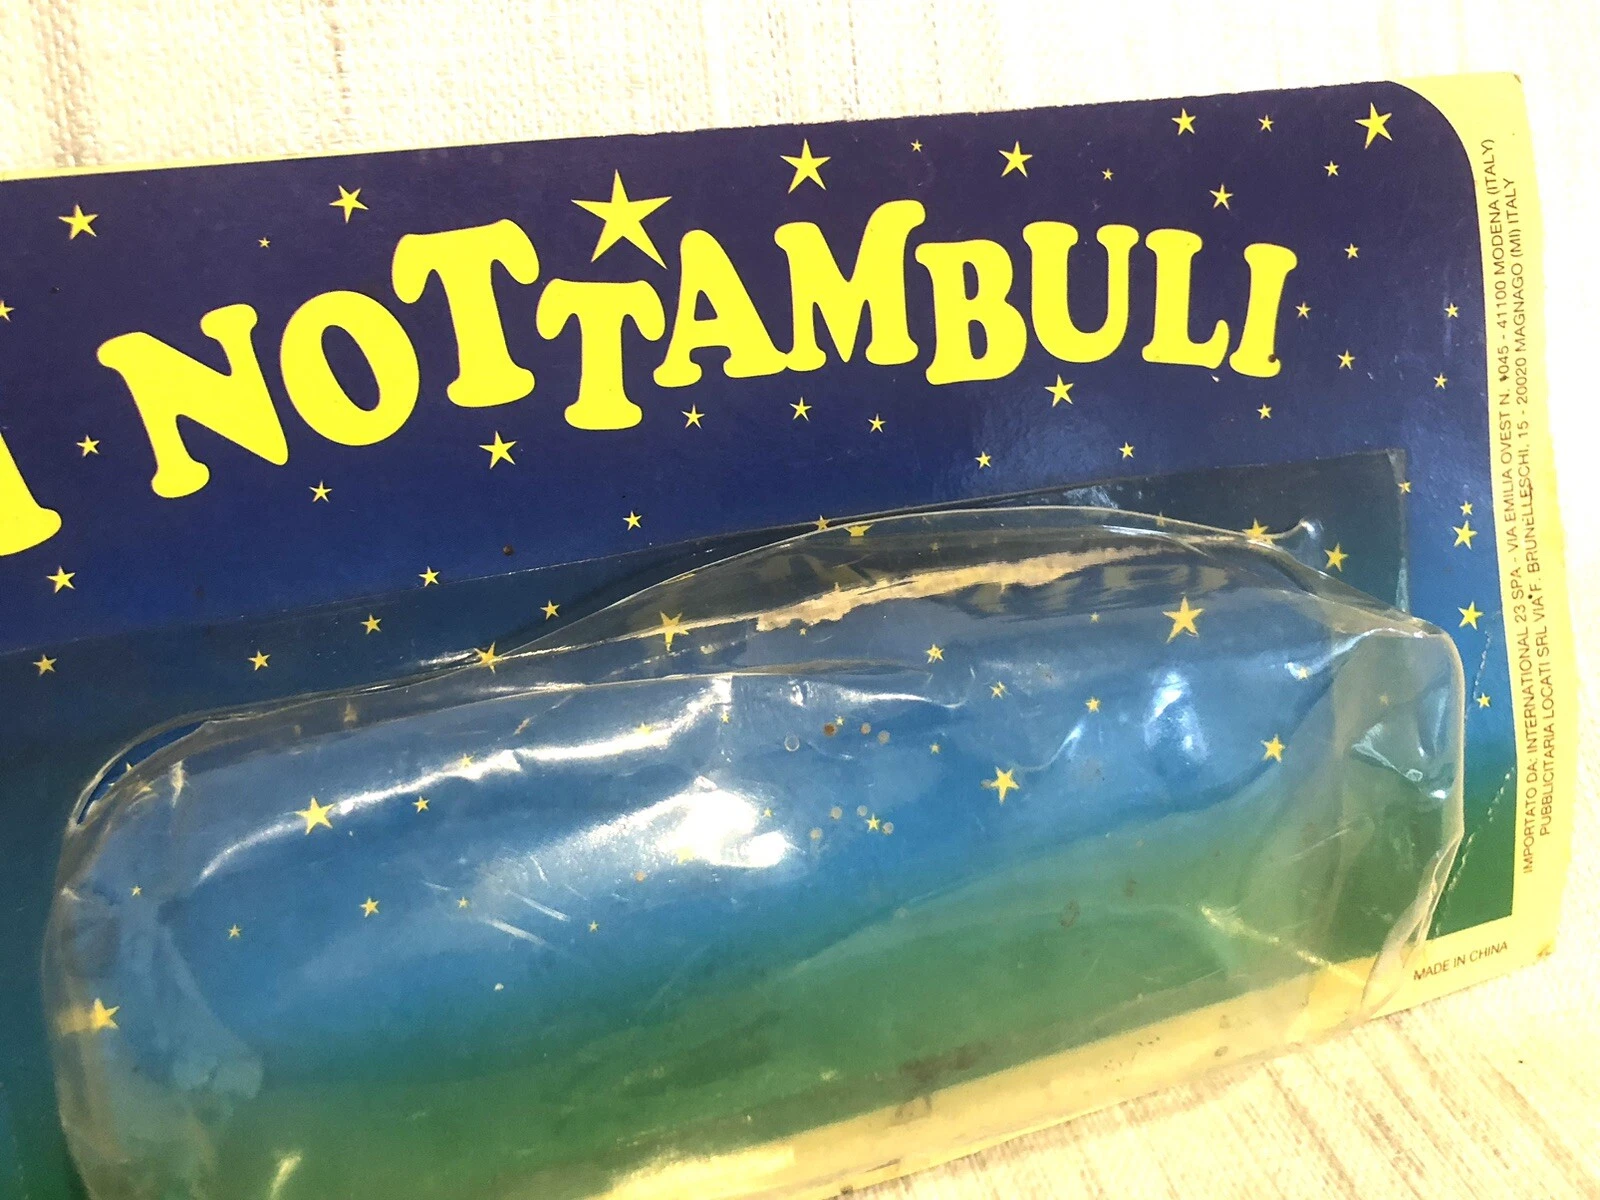 I NOTTAMBULI
IMPORTATO DA: INTERNATIONAL 23 SPA - VIA EMILIA OVEST N. 1045 - 41100 MODENA (ITALY)
PUBBLICITARIA LOCATI SRL VIA F. BRUNELLESCHI, 15 - 20020 MAGNAGO (MI) ITALY
MADE IN CHINA